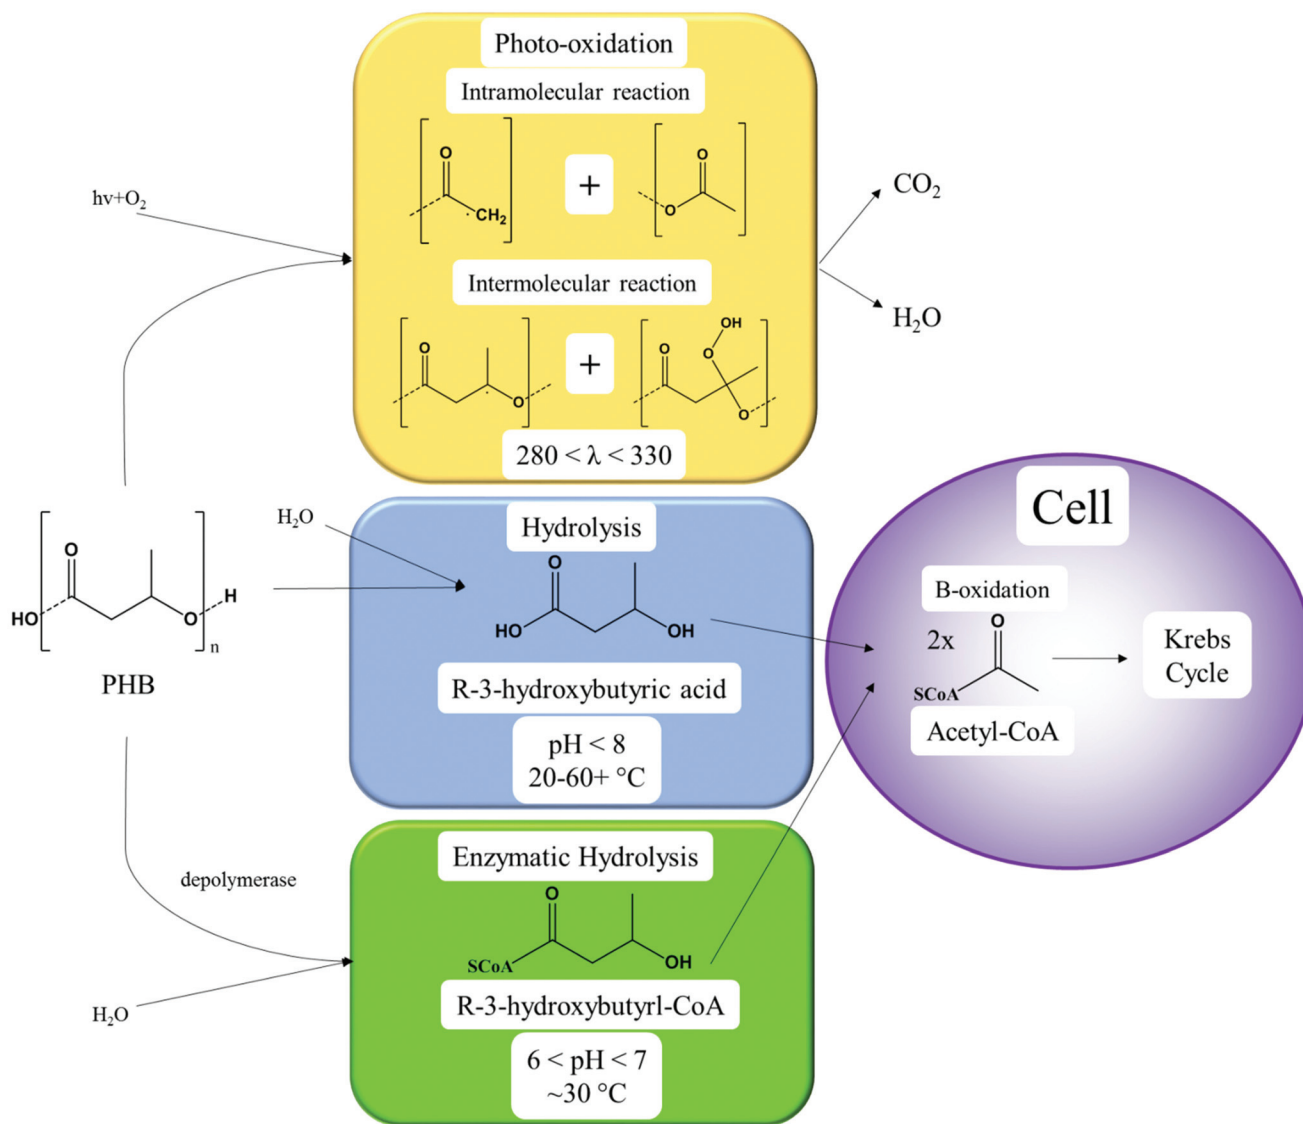 Photo-oxidation
Intramolecular reaction
O
·CH₂
+
O
O
hv+O₂
CO₂
H₂O
Intermolecular reaction
O
O
+
O
OH
O
O
280 < λ < 330
H₂O
Hydrolysis
O
HO
OH
R-3-hydroxybutyric acid
pH < 8
20-60+ °C
O
HO
O
H
n
PHB
Cell
B-oxidation
2x
O
SCoA
Acetyl-CoA
Krebs
Cycle
depolymerase
H₂O
Enzymatic Hydrolysis
O
SCoA
OH
R-3-hydroxybutyrl-CoA
6 < pH < 7
~30 °C